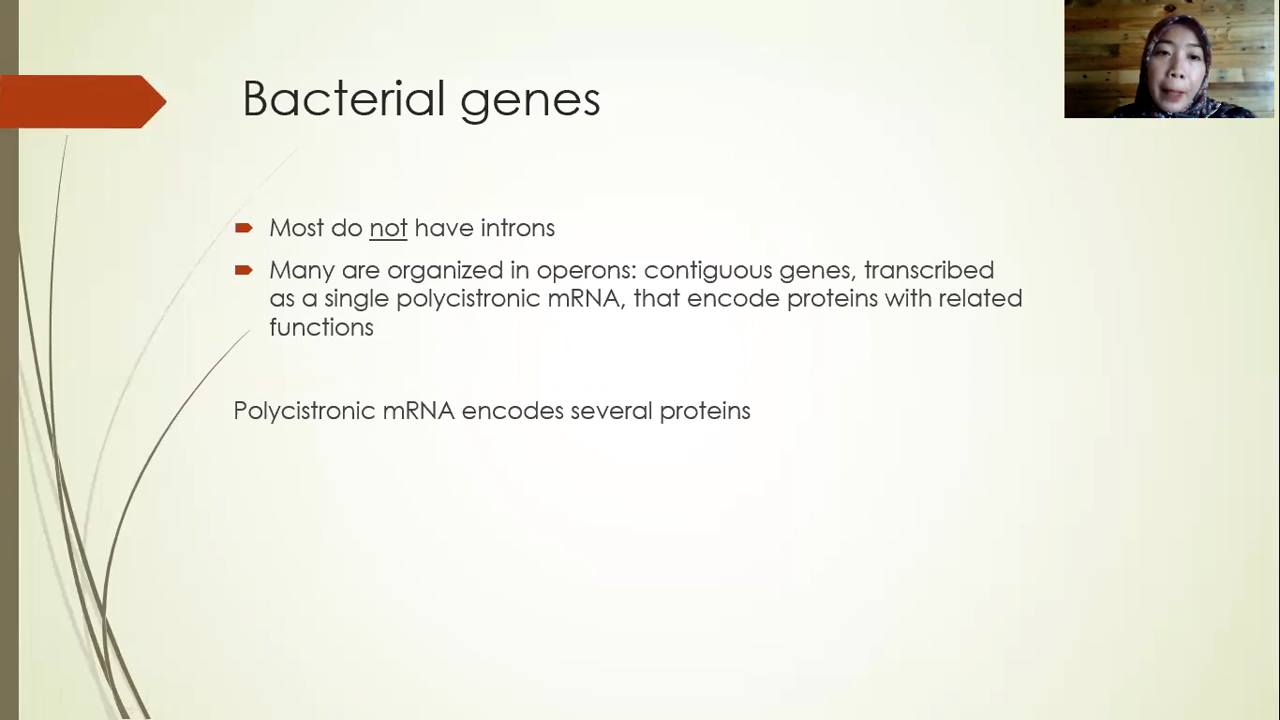 Bacterial genes
Most do not have introns
Many are organized in operons: contiguous genes, transcribed
as a single polycistronic mRNA, that encode proteins with related
functions
Polycistronic mRNA encodes several proteins